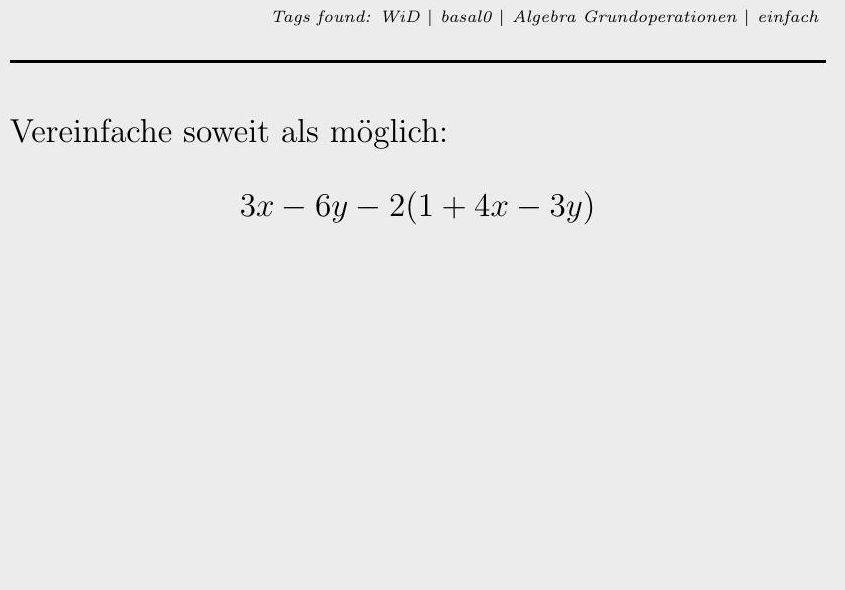 Tags found: WiD | basal0 | Algebra Grundoperationen | einfach
Vereinfache soweit als möglich:
3x − 6y − 2(1 + 4x − 3y)